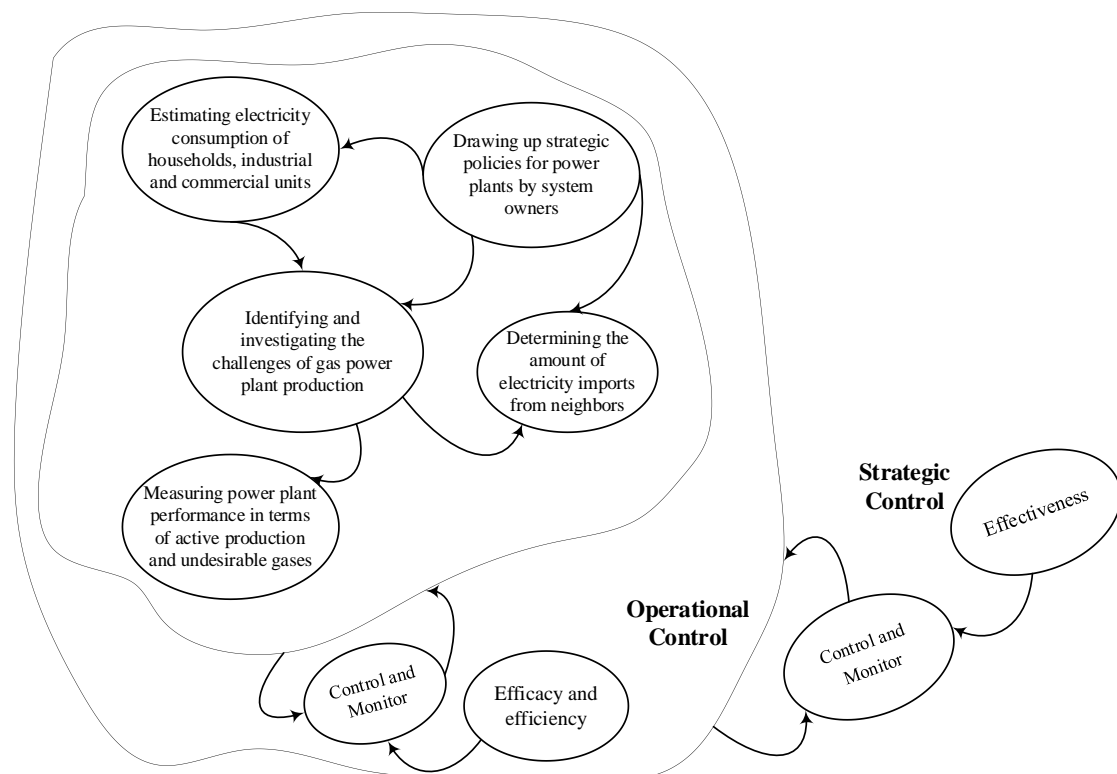 Estimating electricity
consumption of
households, industrial
and commercial units
Drawing up strategic
policies for power
plants by system
owners
Identifying and
investigating the
challenges of gas power
plant production
Determining the
amount of
electricity imports
from neighbors
Measuring power plant
performance in terms
of active production
and undesirable gases
Strategic
Control
Effectiveness
Operational
Control
Control and
Monitor
Control and
Monitor
Efficacy and
efficiency